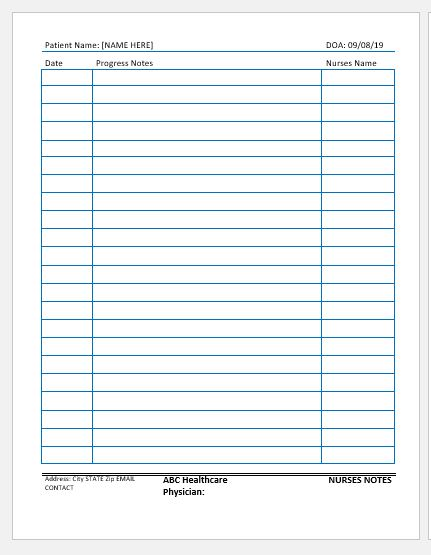 Patient Name: [NAME HERE] DOA: 09/08/19
Date Progress Notes Nurses Name
Address: City STATE Zip EMAIL ABC Healthcare NURSES NOTES
CONTACT Physician: